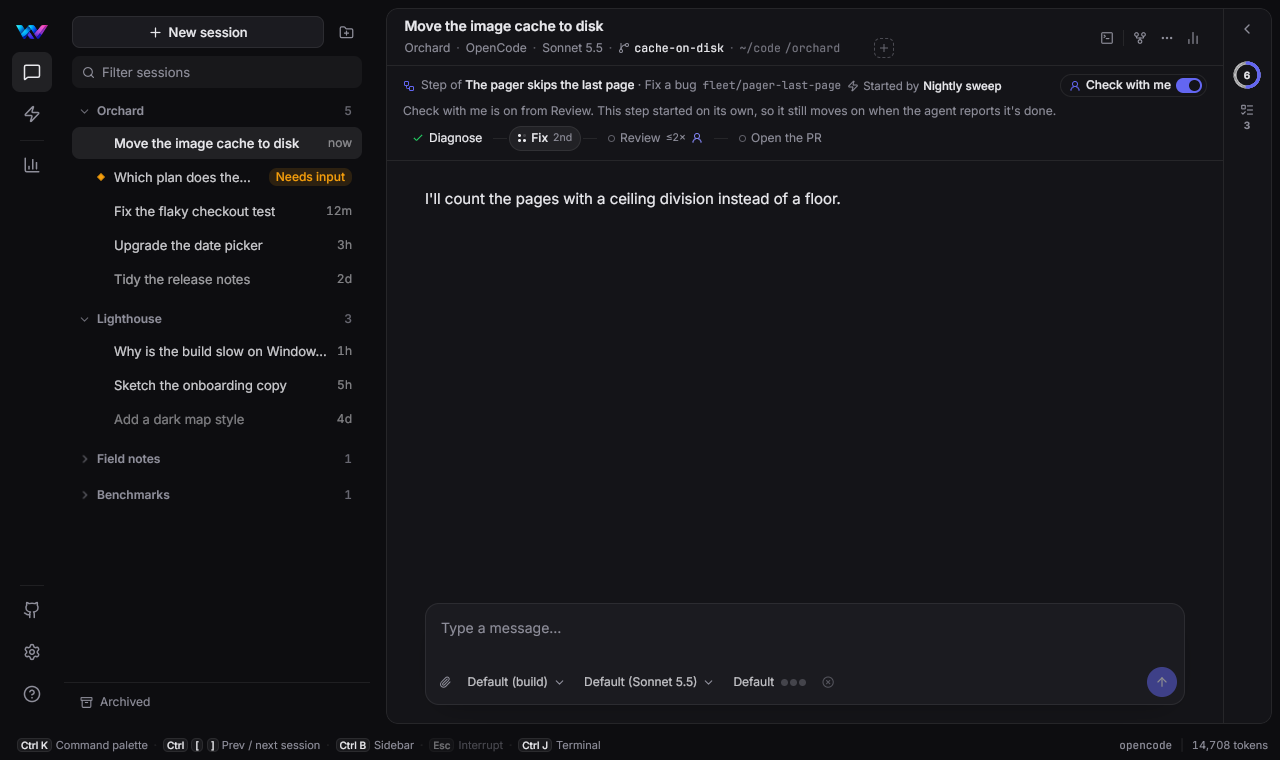 New session
Filter sessions
Orchard 5
Move the image cache to disk now
Which plan does the... Needs input
Fix the flaky checkout test 12m
Upgrade the date picker 3h
Tidy the release notes 2d
Lighthouse 3
Why is the build slow on Window... 1h
Sketch the onboarding copy 5h
Add a dark map style 4d
Field notes 1
Benchmarks 1
Archived
Move the image cache to disk
Orchard · OpenCode · Sonnet 5.5 · cache-on-disk · ~/code /orchard
Step of The pager skips the last page · Fix a bug fleet/pager-last-page Started by Nightly sweep Check with me
Check with me is on from Review. This step started on its own, so it still moves on when the agent reports it's done.
Diagnose Fix 2nd Review ≤2× Open the PR
I'll count the pages with a ceiling division instead of a floor.
Type a message...
Default (build) Default (Sonnet 5.5) Default
6
3
Ctrl K Command palette · Ctrl [ ] Prev / next session · Ctrl B Sidebar · Esc Interrupt · Ctrl J Terminal
opencode 14,708 tokens